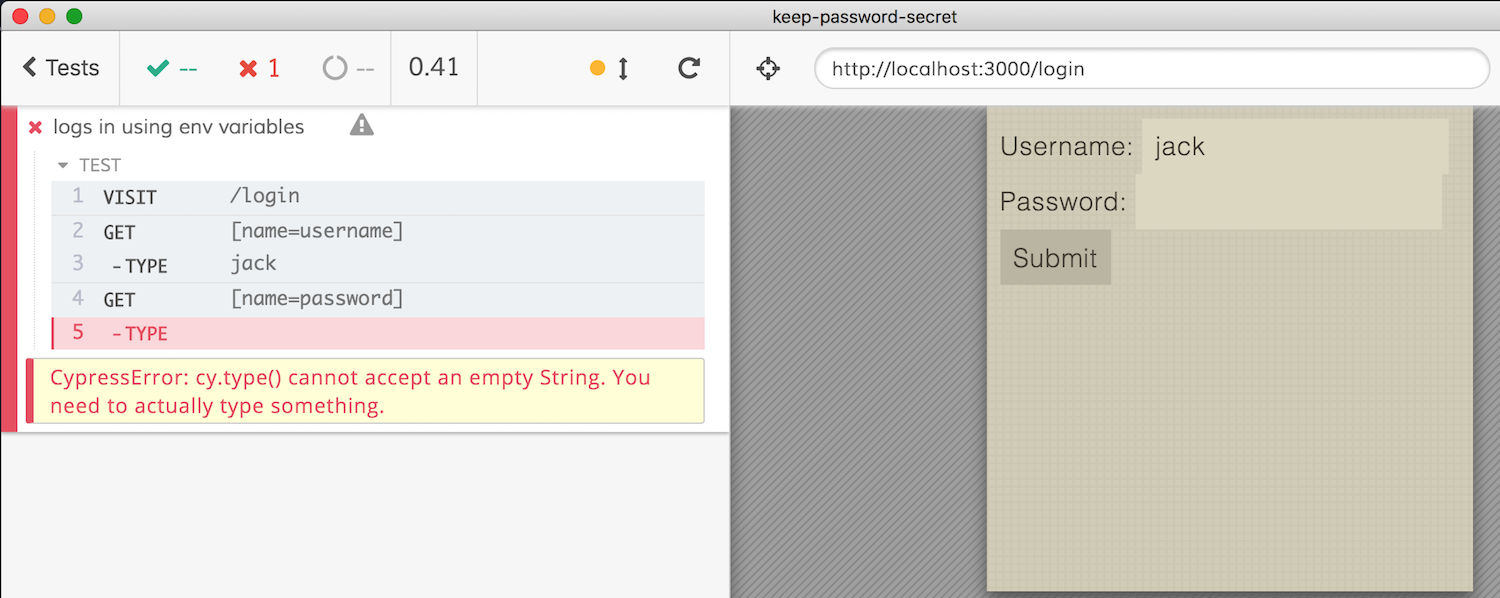 keep-password-secret
Tests -- 1 -- 0.41 http://localhost:3000/login
logs in using env variables
TEST
1 VISIT /login
2 GET [name=username]
3 -TYPE jack
4 GET [name=password]
5 -TYPE
CypressError: cy.type() cannot accept an empty String. You
need to actually type something.
Username: jack
Password:
Submit